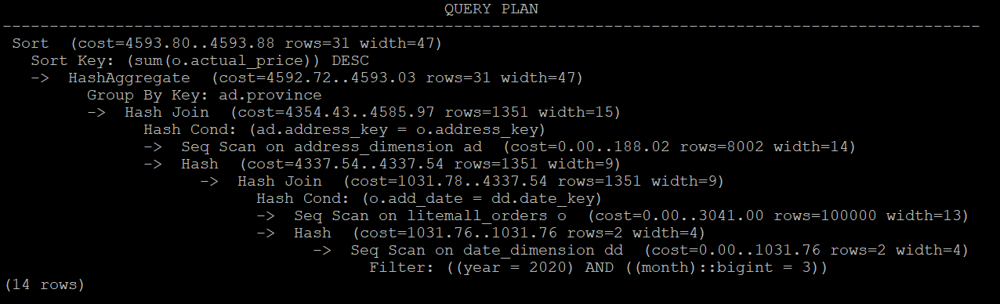 QUERY PLAN
----------------------------------------------------------------------------------------------------
Sort  (cost=4593.80..4593.88 rows=31 width=47)
Sort Key: (sum(o.actual_price)) DESC
->  HashAggregate  (cost=4592.72..4593.03 rows=31 width=47)
Group By Key: ad.province
->  Hash Join  (cost=4354.43..4585.97 rows=1351 width=15)
Hash Cond: (ad.address_key = o.address_key)
->  Seq Scan on address_dimension ad  (cost=0.00..188.02 rows=8002 width=14)
->  Hash  (cost=4337.54..4337.54 rows=1351 width=9)
->  Hash Join  (cost=1031.78..4337.54 rows=1351 width=9)
Hash Cond: (o.add_date = dd.date_key)
->  Seq Scan on litemall_orders o  (cost=0.00..3041.00 rows=100000 width=13)
->  Hash  (cost=1031.76..1031.76 rows=2 width=4)
->  Seq Scan on date_dimension dd  (cost=0.00..1031.76 rows=2 width=4)
Filter: ((year = 2020) AND ((month)::bigint = 3))
(14 rows)